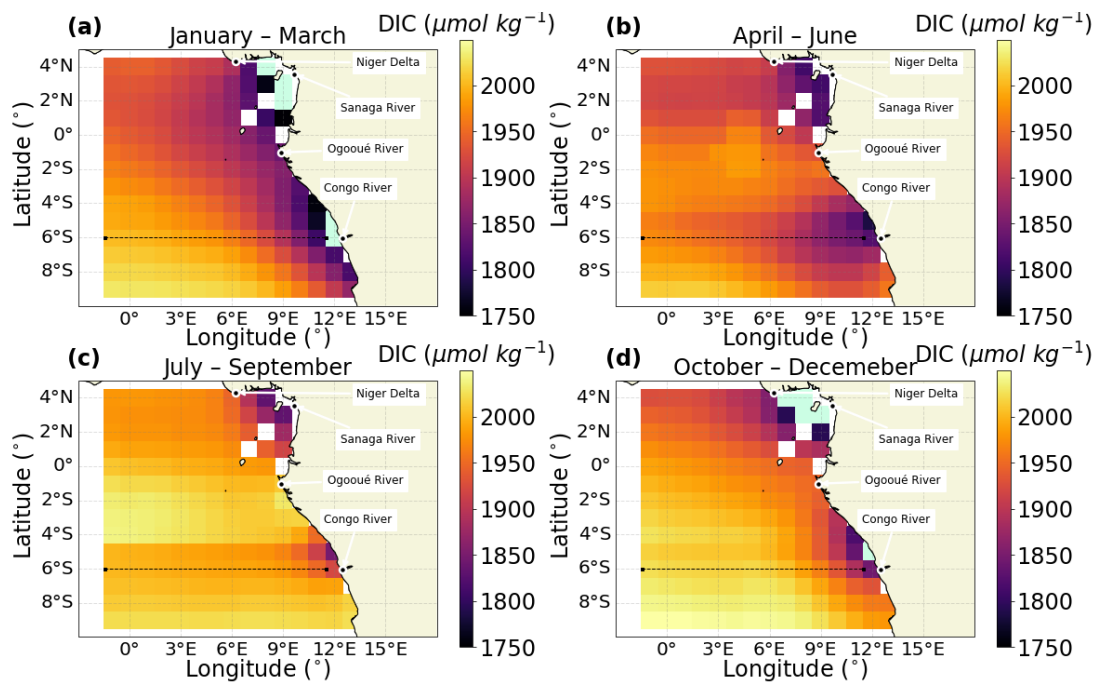 (a) January – March DIC (μmol kg⁻¹)
4°N
2°N
0°
2°S
4°S
6°S
8°S
Latitude (°)
Niger Delta
Sanaga River
Ogooué River
Congo River
0° 3°E 6°E 9°E 12°E 15°E
Longitude (°)
2000
1950
1900
1850
1800
1750
(b) April – June DIC (μmol kg⁻¹)
4°N
2°N
0°
2°S
4°S
6°S
8°S
Latitude (°)
Niger Delta
Sanaga River
Ogooué River
Congo River
0° 3°E 6°E 9°E 12°E 15°E
Longitude (°)
2000
1950
1900
1850
1800
1750
(c) July – September DIC (μmol kg⁻¹)
4°N
2°N
0°
2°S
4°S
6°S
8°S
Latitude (°)
Niger Delta
Sanaga River
Ogooué River
Congo River
0° 3°E 6°E 9°E 12°E 15°E
Longitude (°)
2000
1950
1900
1850
1800
1750
(d) October – Decemeber DIC (μmol kg⁻¹)
4°N
2°N
0°
2°S
4°S
6°S
8°S
Latitude (°)
Niger Delta
Sanaga River
Ogooué River
Congo River
0° 3°E 6°E 9°E 12°E 15°E
Longitude (°)
2000
1950
1900
1850
1800
1750